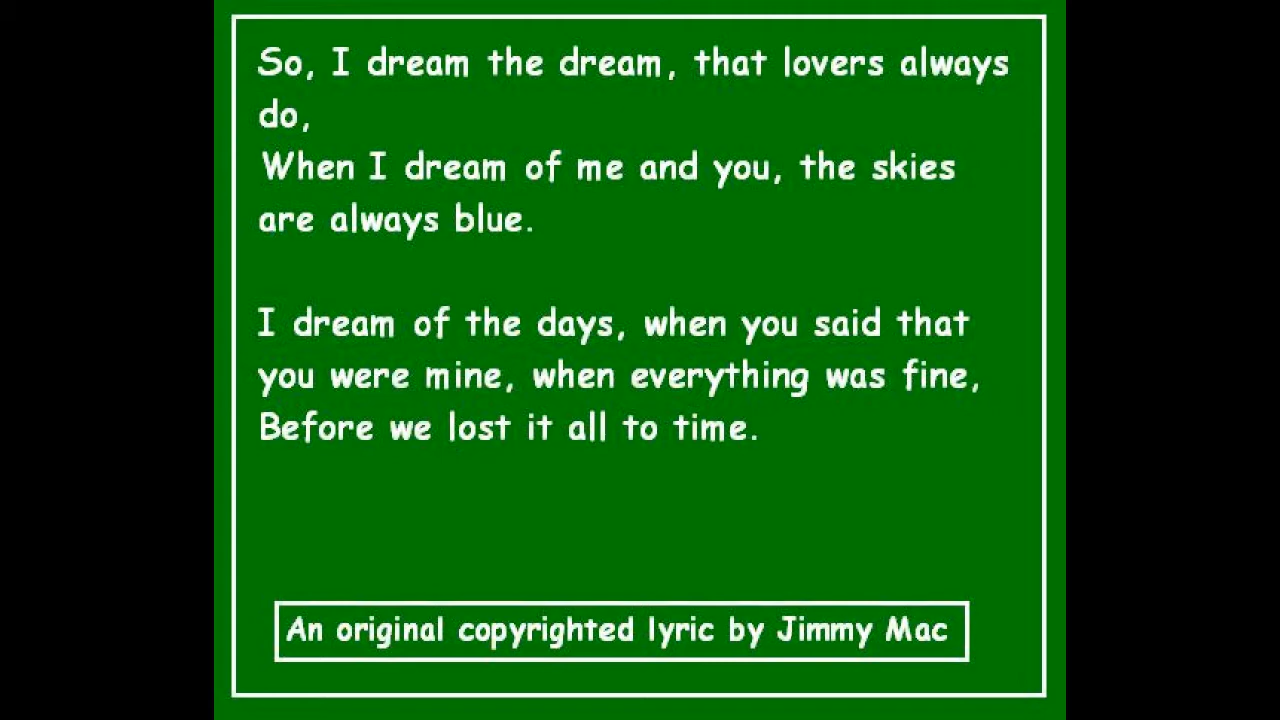 So, I dream the dream, that lovers always
do,
When I dream of me and you, the skies
are always blue.
I dream of the days, when you said that
you were mine, when everything was fine,
Before we lost it all to time.
An original copyrighted lyric by Jimmy Mac